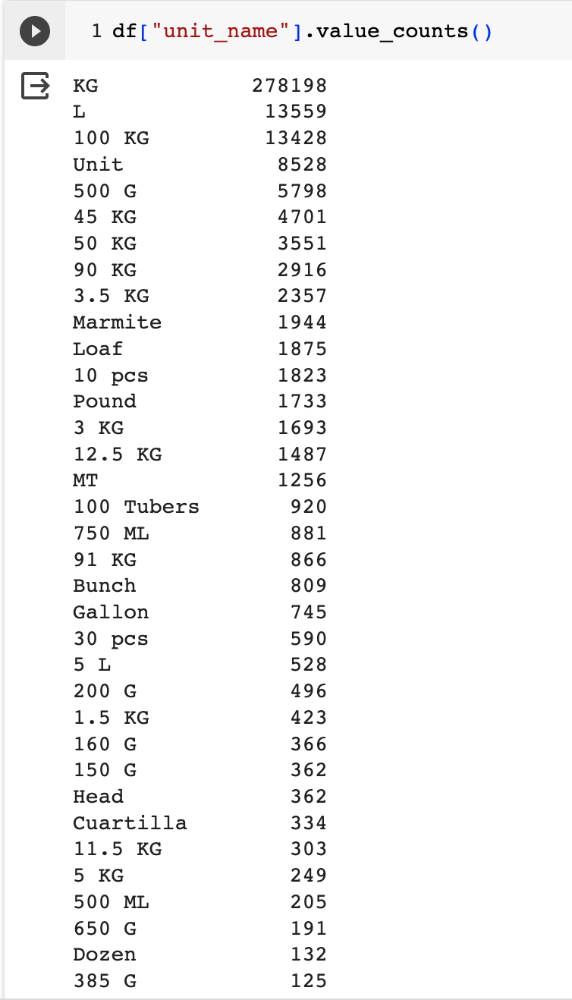 1 df["unit_name"].value_counts()
KG 278198
L 13559
100 KG 13428
Unit 8528
500 G 5798
45 KG 4701
50 KG 3551
90 KG 2916
3.5 KG 2357
Marmite 1944
Loaf 1875
10 pcs 1823
Pound 1733
3 KG 1693
12.5 KG 1487
MT 1256
100 Tubers 920
750 ML 881
91 KG 866
Bunch 809
Gallon 745
30 pcs 590
5 L 528
200 G 496
1.5 KG 423
160 G 366
150 G 362
Head 362
Cuartilla 334
11.5 KG 303
5 KG 249
500 ML 205
650 G 191
Dozen 132
385 G 125